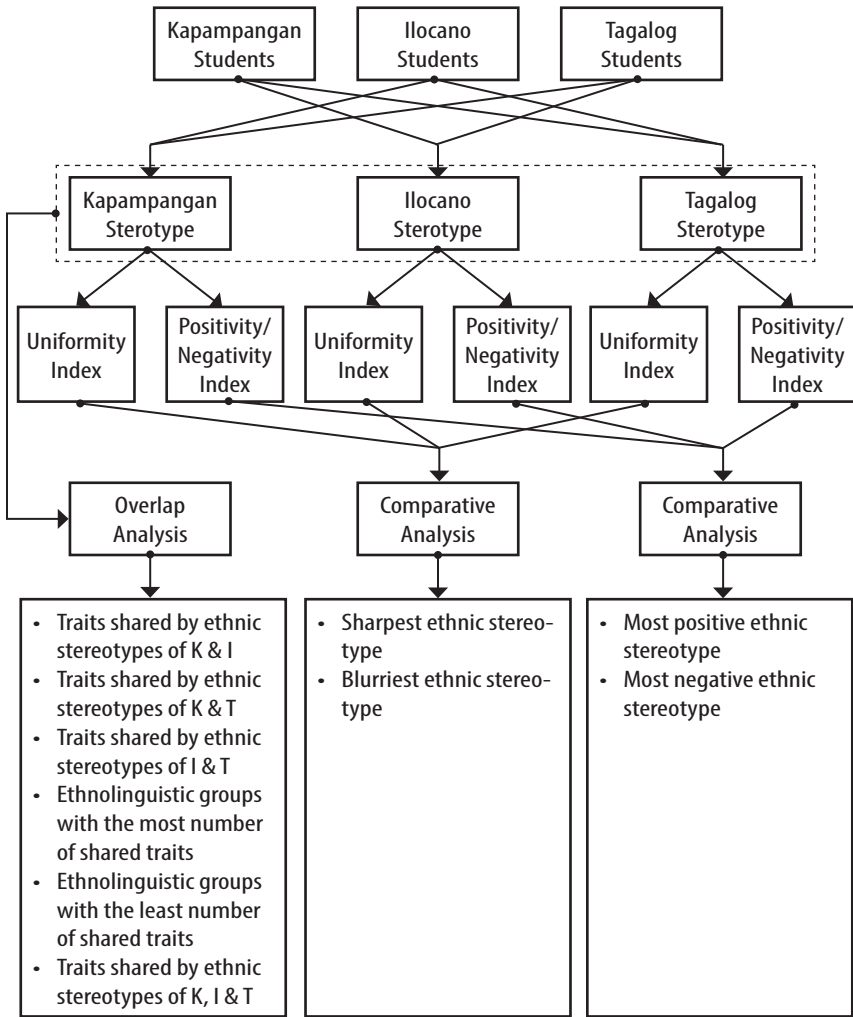 Kapampangan
Students
Ilocano
Students
Tagalog
Students
Kapampangan
Sterotype
Ilocano
Sterotype
Tagalog
Sterotype
Uniformity
Index
Positivity/
Negativity
Index
Uniformity
Index
Positivity/
Negativity
Index
Uniformity
Index
Positivity/
Negativity
Index
Overlap
Analysis
Comparative
Analysis
Comparative
Analysis
• Traits shared by ethnic
stereotypes of K & I
• Traits shared by ethnic
stereotypes of K & T
• Traits shared by ethnic
stereotypes of I & T
• Ethnolinguistic groups
with the most number
of shared traits
• Ethnolinguistic groups
with the least number
of shared traits
• Traits shared by ethnic
stereotypes of K, I & T
• Sharpest ethnic stereo-
type
• Blurriest ethnic stereo-
type
• Most positive ethnic
stereotype
• Most negative ethnic
stereotype